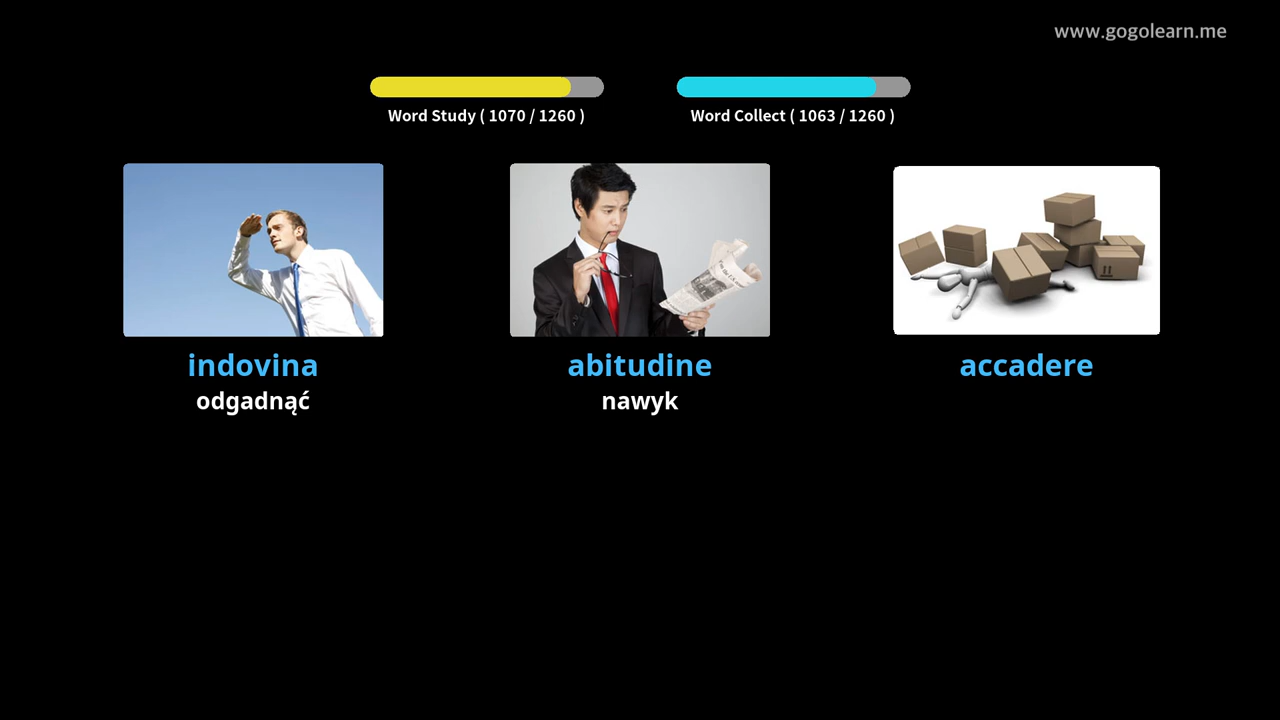 www.gogolearn.me
Word Study ( 1070 / 1260 )
Word Collect ( 1063 / 1260 )
indovina
odgadnąć
abitudine
nawyk
accadere